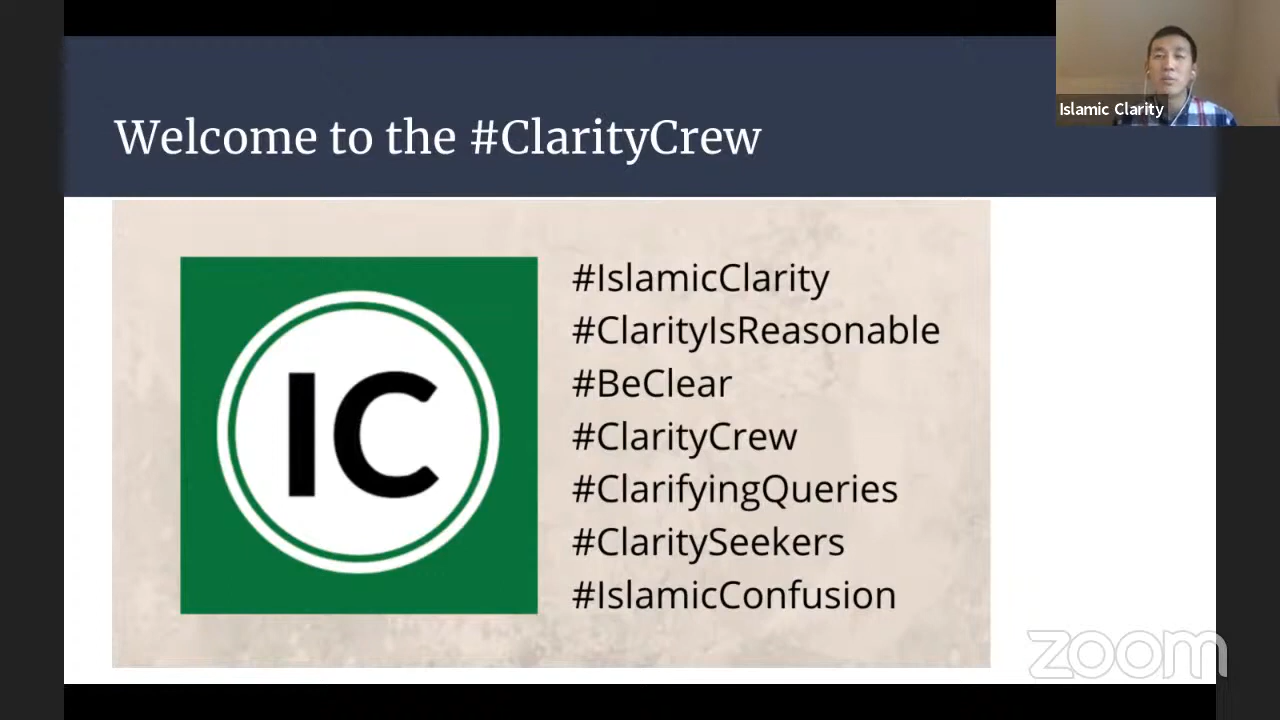 Islamic Clarity
Welcome to the #ClarityCrew
IC
#IslamicClarity
#ClarityIsReasonable
#BeClear
#ClarityCrew
#ClarifyingQueries
#ClaritySeekers
#IslamicConfusion
zoom